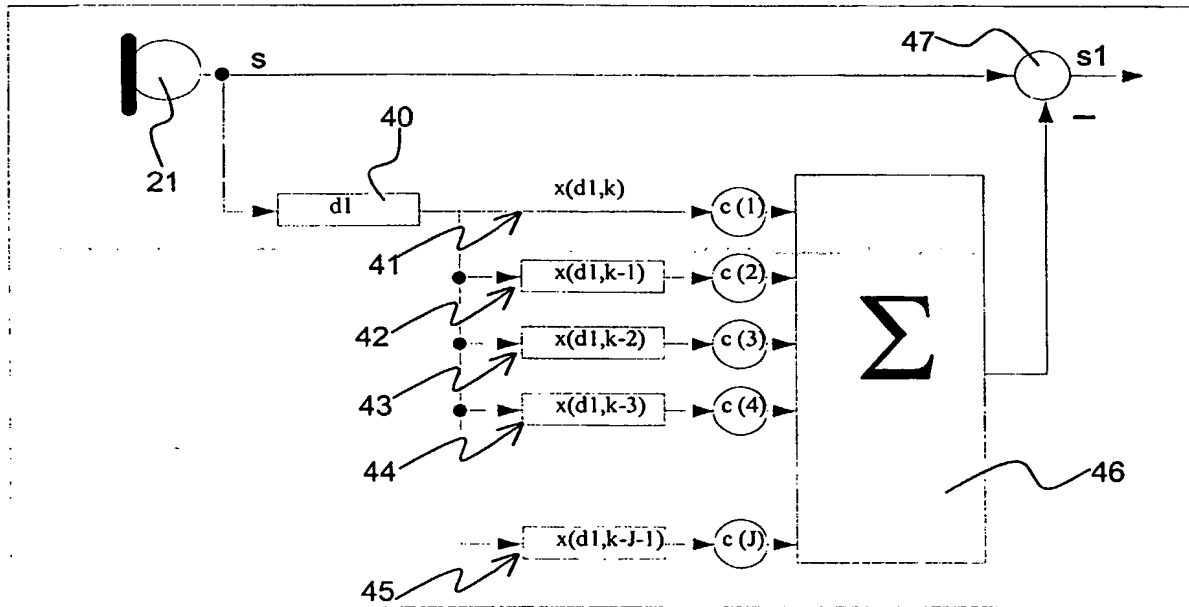 47
s
s1
40
21
–
d1
x(d1,k)
c (1)
41
x(d1,k-1)
c (2)
42
x(d1,k-2)
c (3)
Σ
43
x(d1,k-3)
c (4)
44
46
x(d1,k-J-1)
c (J)
45